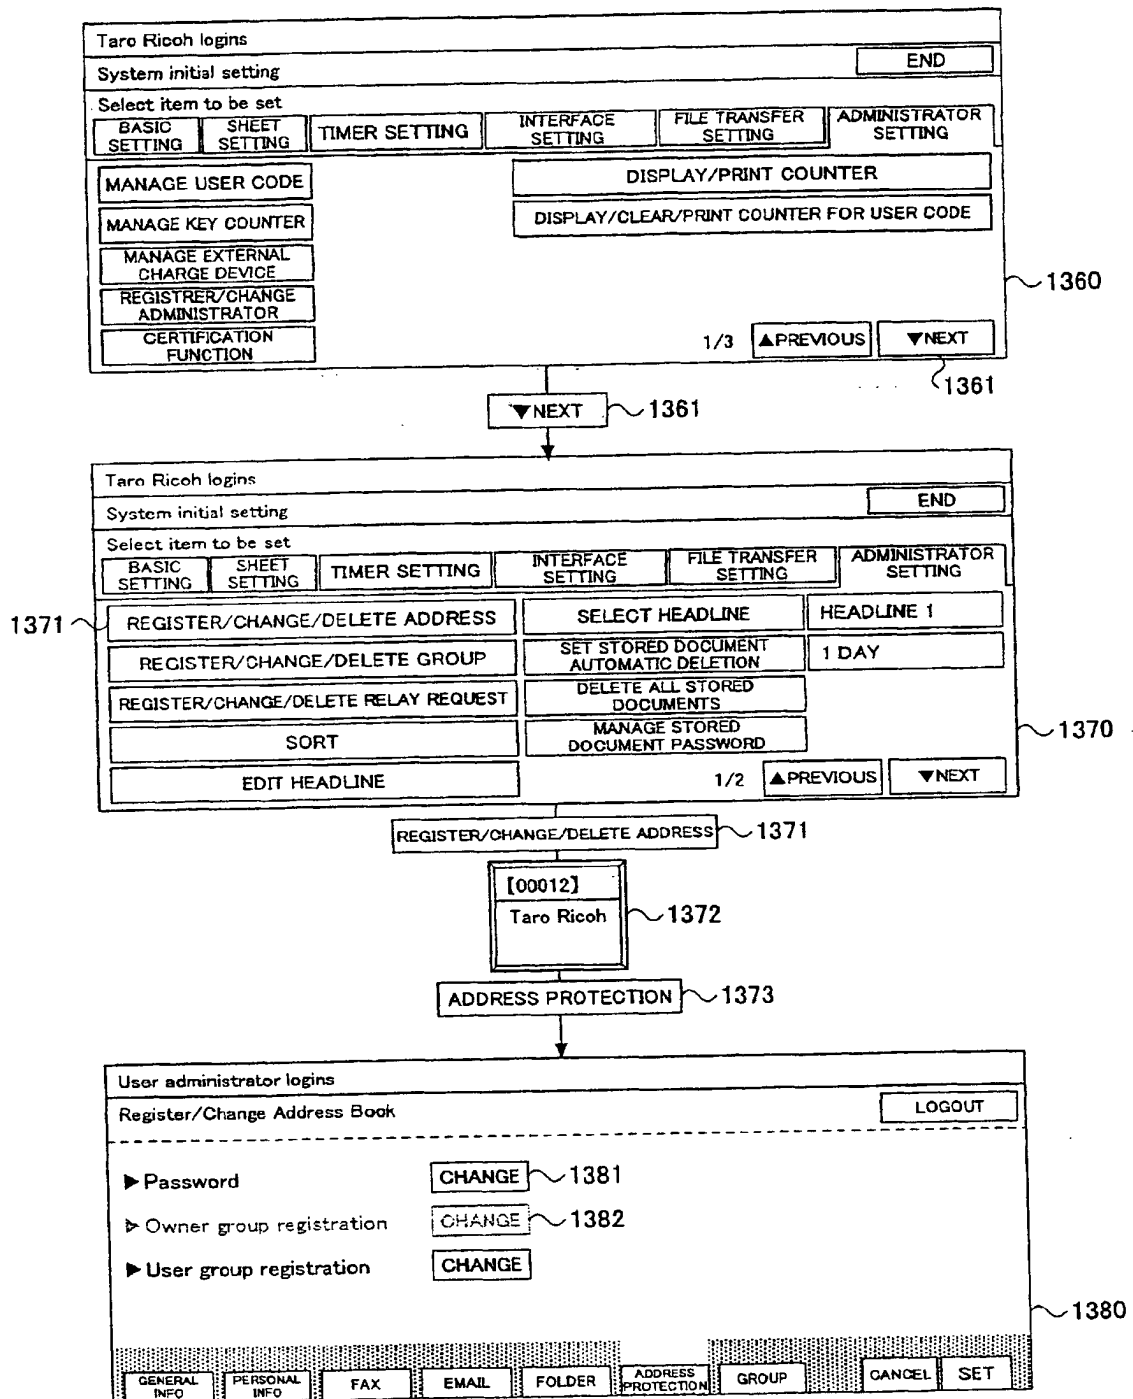 Taro Ricoh logins
System initial setting
END
Select item to be set
BASIC SETTING
SHEET SETTING
TIMER SETTING
INTERFACE SETTING
FILE TRANSFER SETTING
ADMINISTRATOR SETTING
MANAGE USER CODE
DISPLAY/PRINT COUNTER
MANAGE KEY COUNTER
DISPLAY/CLEAR/PRINT COUNTER FOR USER CODE
MANAGE EXTERNAL CHARGE DEVICE
REGISTRER/CHANGE ADMINISTRATOR
1360
CERTIFICATION FUNCTION
1/3
▲PREVIOUS
▼NEXT
1361
▼NEXT
1361
Taro Ricoh logins
System initial setting
END
Select item to be set
BASIC SETTING
SHEET SETTING
TIMER SETTING
INTERFACE SETTING
FILE TRANSFER SETTING
ADMINISTRATOR SETTING
1371
REGISTER/CHANGE/DELETE ADDRESS
SELECT HEADLINE
HEADLINE 1
REGISTER/CHANGE/DELETE GROUP
SET STORED DOCUMENT AUTOMATIC DELETION
1 DAY
REGISTER/CHANGE/DELETE RELAY REQUEST
DELETE ALL STORED DOCUMENTS
SORT
MANAGE STORED DOCUMENT PASSWORD
1370
EDIT HEADLINE
1/2
▲PREVIOUS
▼NEXT
REGISTER/CHANGE/DELETE ADDRESS
1371
【00012】
Taro Ricoh
1372
ADDRESS PROTECTION
1373
User administrator logins
Register/Change Address Book
LOGOUT
▶Password
CHANGE
1381
▷Owner group registration
CHANGE
1382
▶User group registration
CHANGE
1380
GENERAL INFO
PERSONAL INFO
FAX
EMAIL
FOLDER
ADDRESS PROTECTION
GROUP
CANCEL
SET